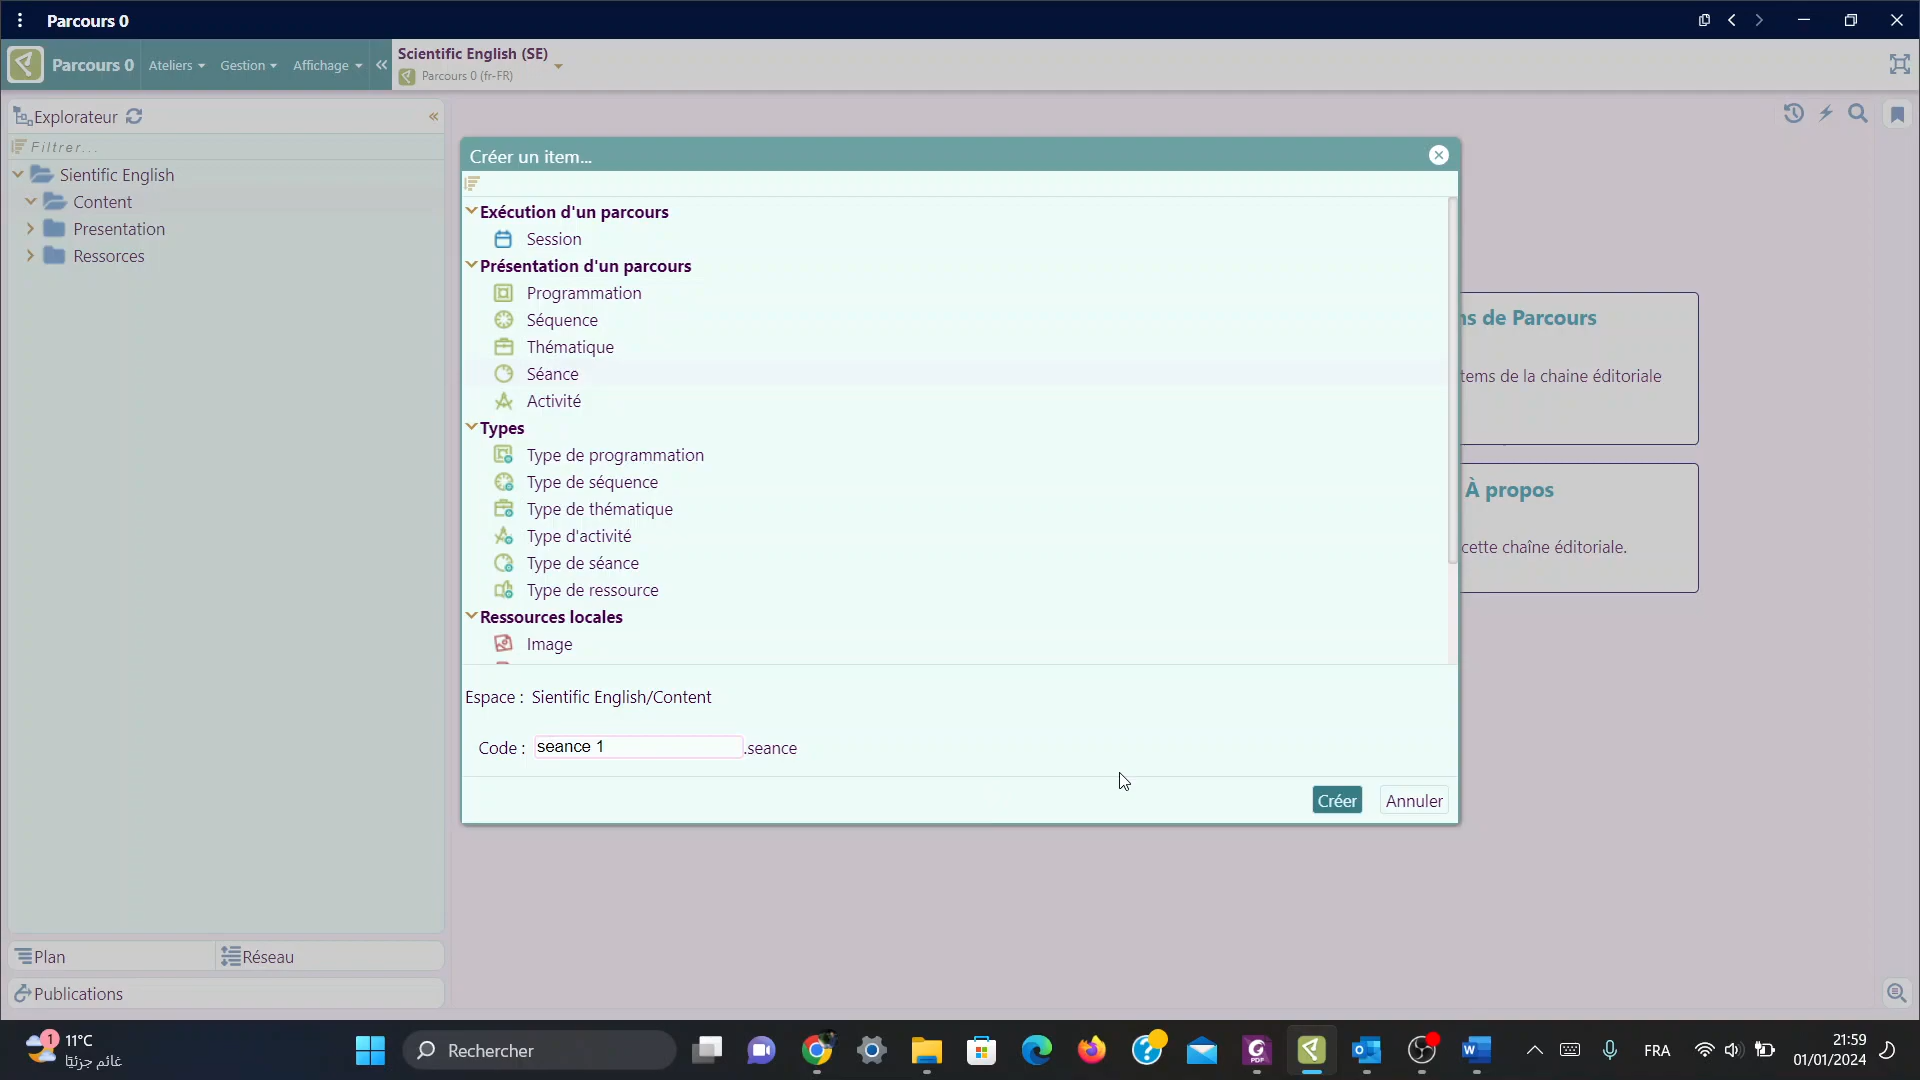 Parcours 0
Parcours 0
Ateliers
Gestion
Affichage
«
Scientific English (SE)
Parcours 0 (fr-FR)
Explorateur
«
Filtrer...
Sientific English
Content
Presentation
Ressorces
Créer un item...
Exécution d'un parcours
Session
Présentation d'un parcours
Programmation
Séquence
Thématique
Séance
Activité
Types
Type de programmation
Type de séquence
Type de thématique
Type d'activité
Type de séance
Type de ressource
Ressources locales
Image
Espace : Sientific English/Content
Code : seance 1 .seance
Créer
Annuler
ns de Parcours
tems de la chaine éditoriale
À propos
cette chaîne éditoriale.
Plan
Réseau
Publications
1
11°C
غائم جزئيًا
Rechercher
PDF
W
FRA
21:59
01/01/2024